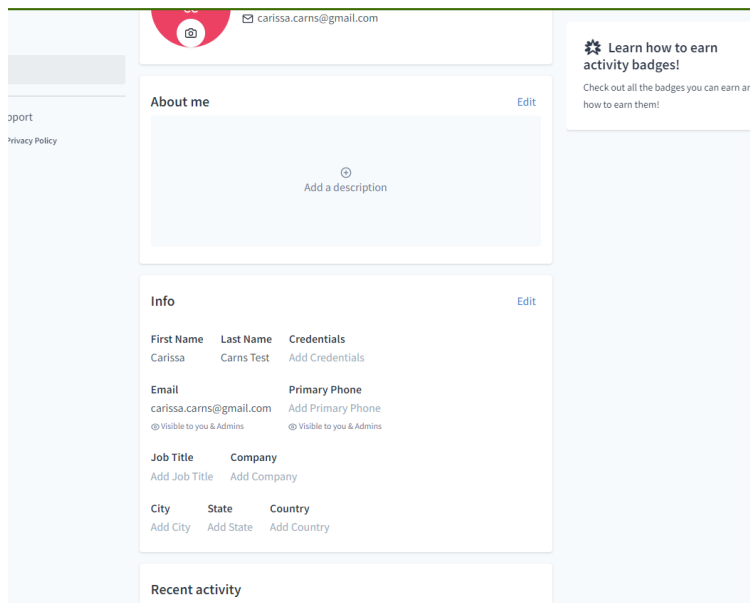 carissa.carns@gmail.com
Learn how to earn
activity badges!
Check out all the badges you can earn
how to earn them!
Privacy Policy
About me
Edit
Add a description
Info
Edit
First Name Last Name Credentials
Carissa Carns Test Add Credentials
Email Primary Phone
carissa.carns@gmail.com Add Primary Phone
Visible to you & Admins Visible to you & Admins
Job Title Company
Add Job Title Add Company
City State Country
Add City Add State Add Country
Recent activity